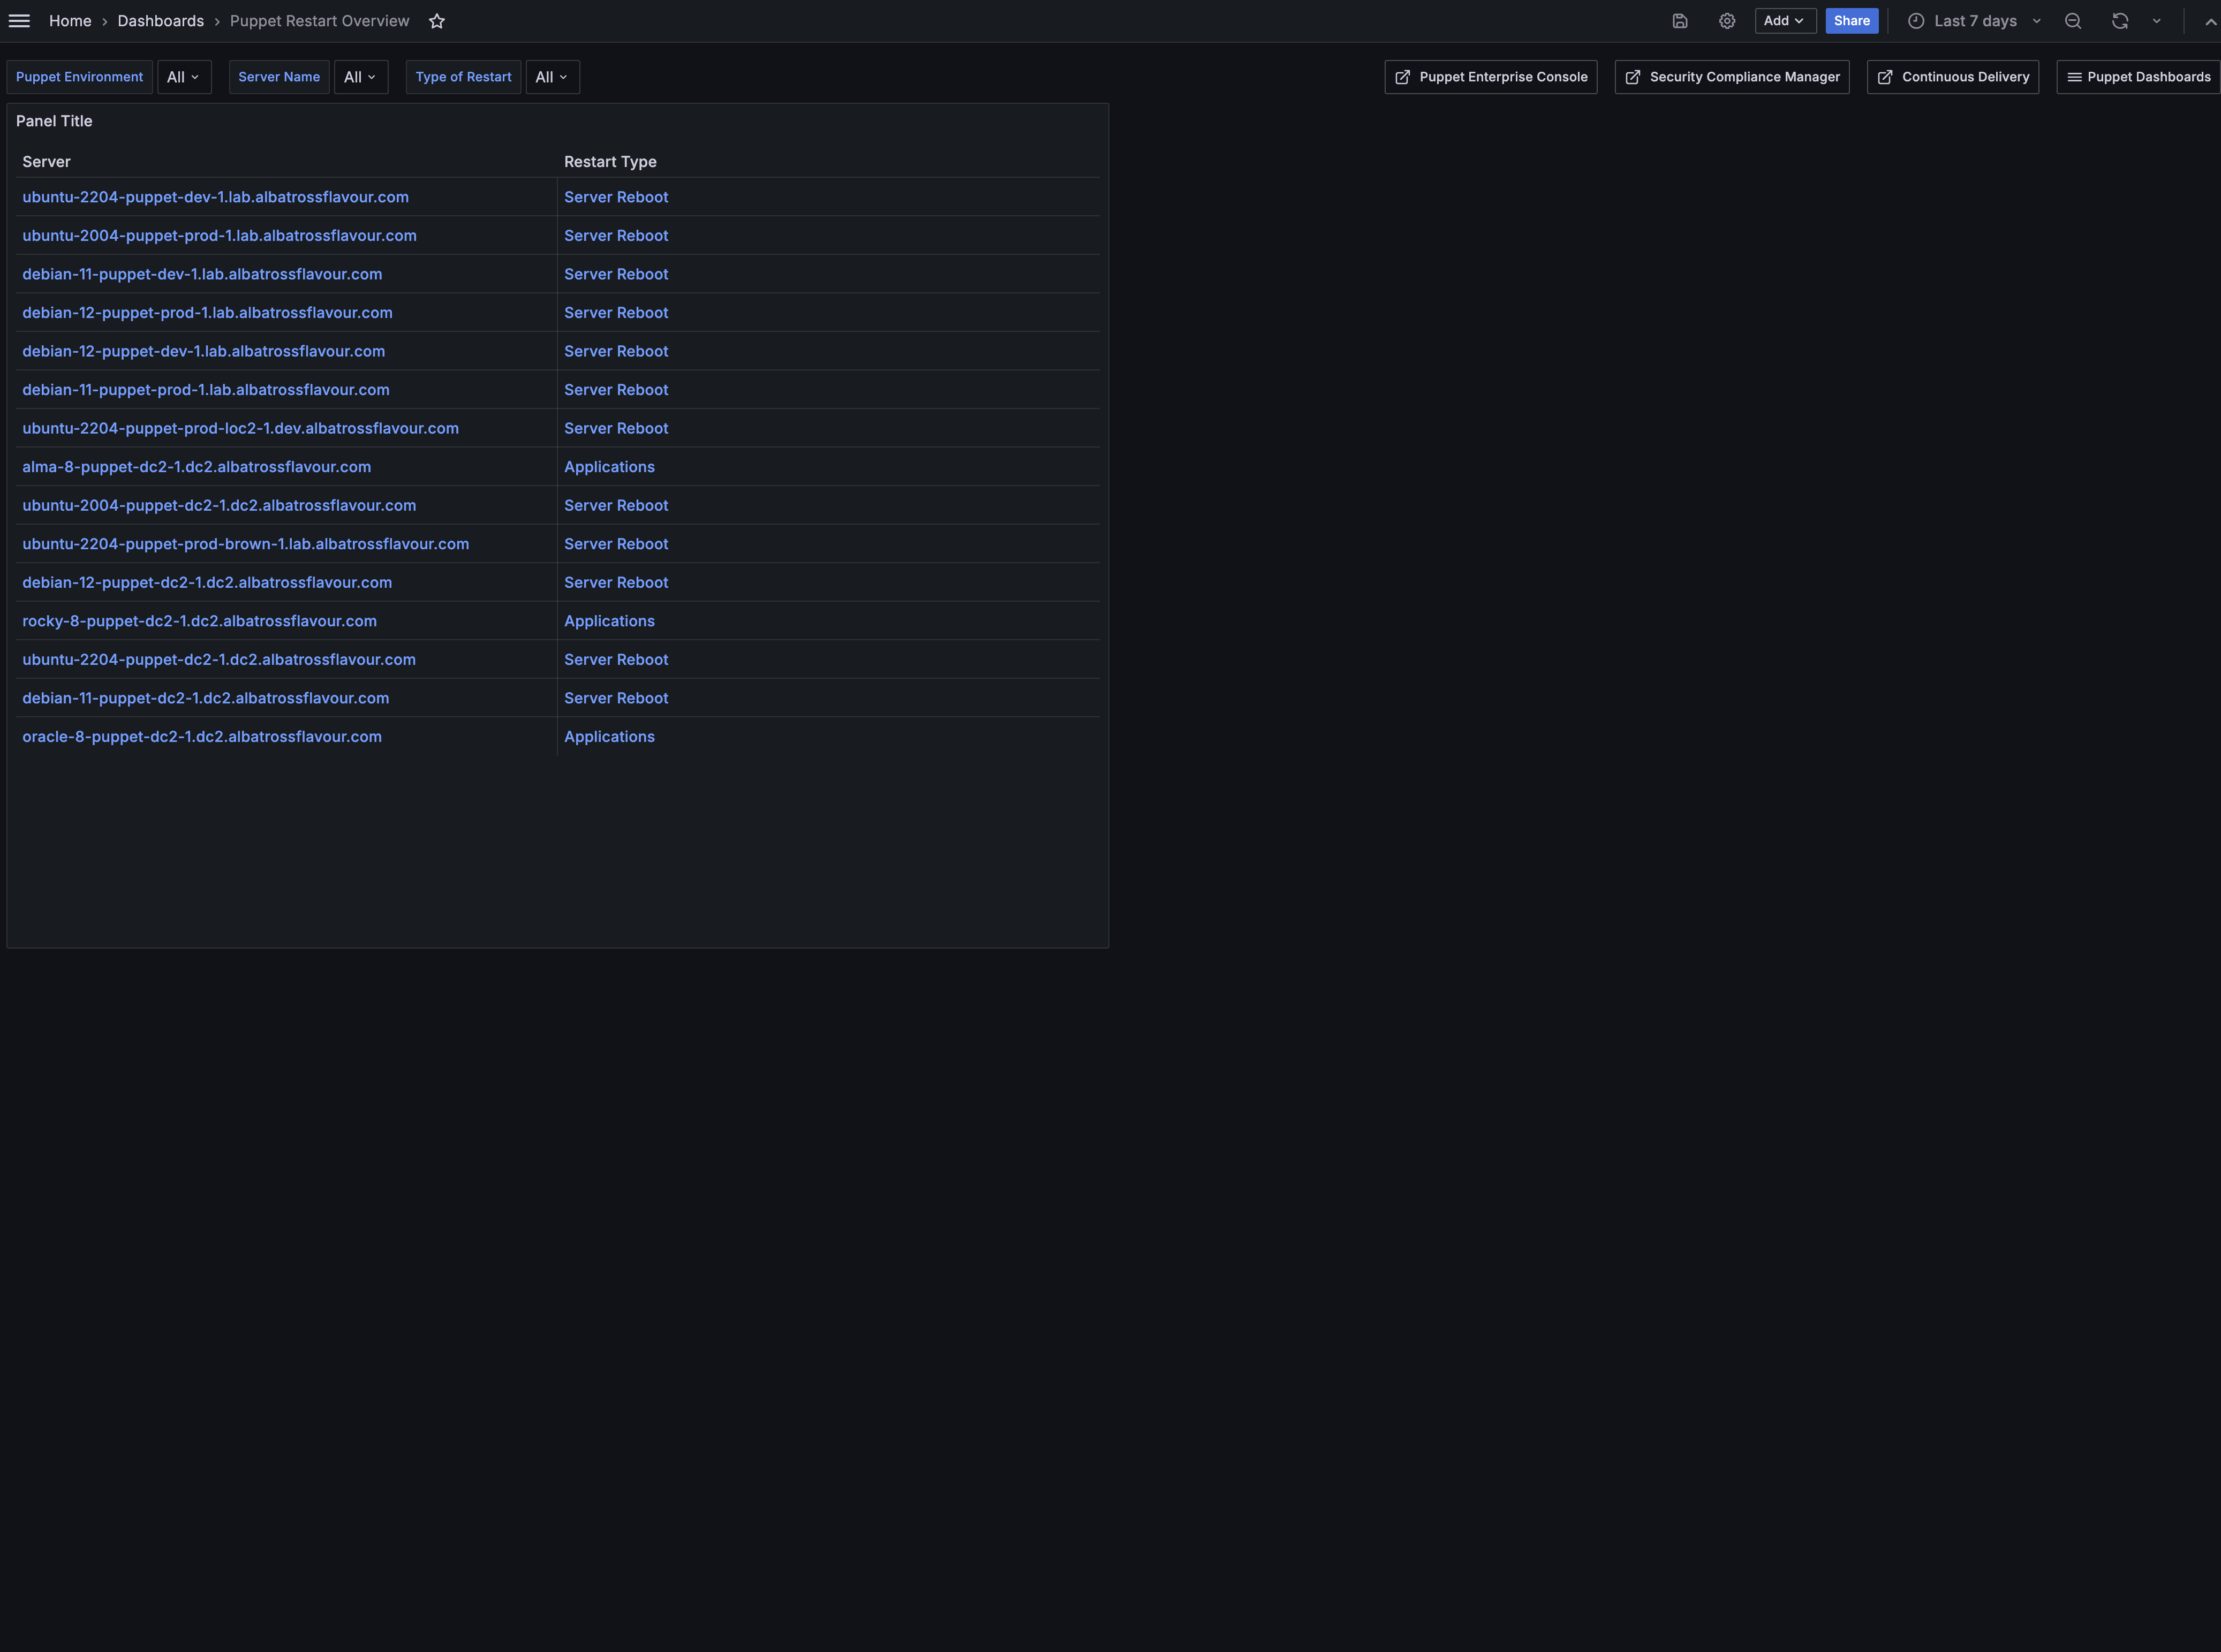 Home › Dashboards › Puppet Restart Overview Add Share Last 7 days
Puppet Environment All Server Name All Type of Restart All Puppet Enterprise Console Security Compliance Manager Continuous Delivery Puppet Dashboards
Panel Title
Server Restart Type
ubuntu-2204-puppet-dev-1.lab.albatrossflavour.com Server Reboot
ubuntu-2004-puppet-prod-1.lab.albatrossflavour.com Server Reboot
debian-11-puppet-dev-1.lab.albatrossflavour.com Server Reboot
debian-12-puppet-prod-1.lab.albatrossflavour.com Server Reboot
debian-12-puppet-dev-1.lab.albatrossflavour.com Server Reboot
debian-11-puppet-prod-1.lab.albatrossflavour.com Server Reboot
ubuntu-2204-puppet-prod-loc2-1.dev.albatrossflavour.com Server Reboot
alma-8-puppet-dc2-1.dc2.albatrossflavour.com Applications
ubuntu-2004-puppet-dc2-1.dc2.albatrossflavour.com Server Reboot
ubuntu-2204-puppet-prod-brown-1.lab.albatrossflavour.com Server Reboot
debian-12-puppet-dc2-1.dc2.albatrossflavour.com Server Reboot
rocky-8-puppet-dc2-1.dc2.albatrossflavour.com Applications
ubuntu-2204-puppet-dc2-1.dc2.albatrossflavour.com Server Reboot
debian-11-puppet-dc2-1.dc2.albatrossflavour.com Server Reboot
oracle-8-puppet-dc2-1.dc2.albatrossflavour.com Applications